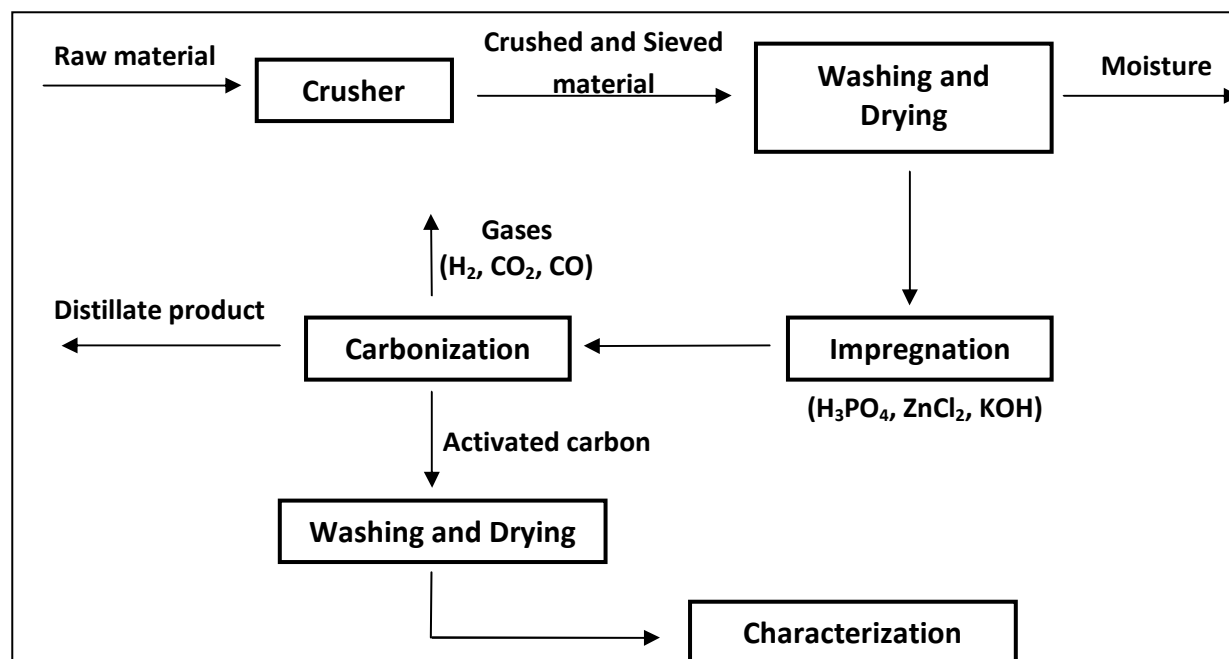 Raw material
Crusher
Crushed and Sieved
material
Washing and
Drying
Moisture
Gases
(H₂, CO₂, CO)
Distillate product
Carbonization
Impregnation
(H₃PO₄, ZnCl₂, KOH)
Activated carbon
Washing and Drying
Characterization